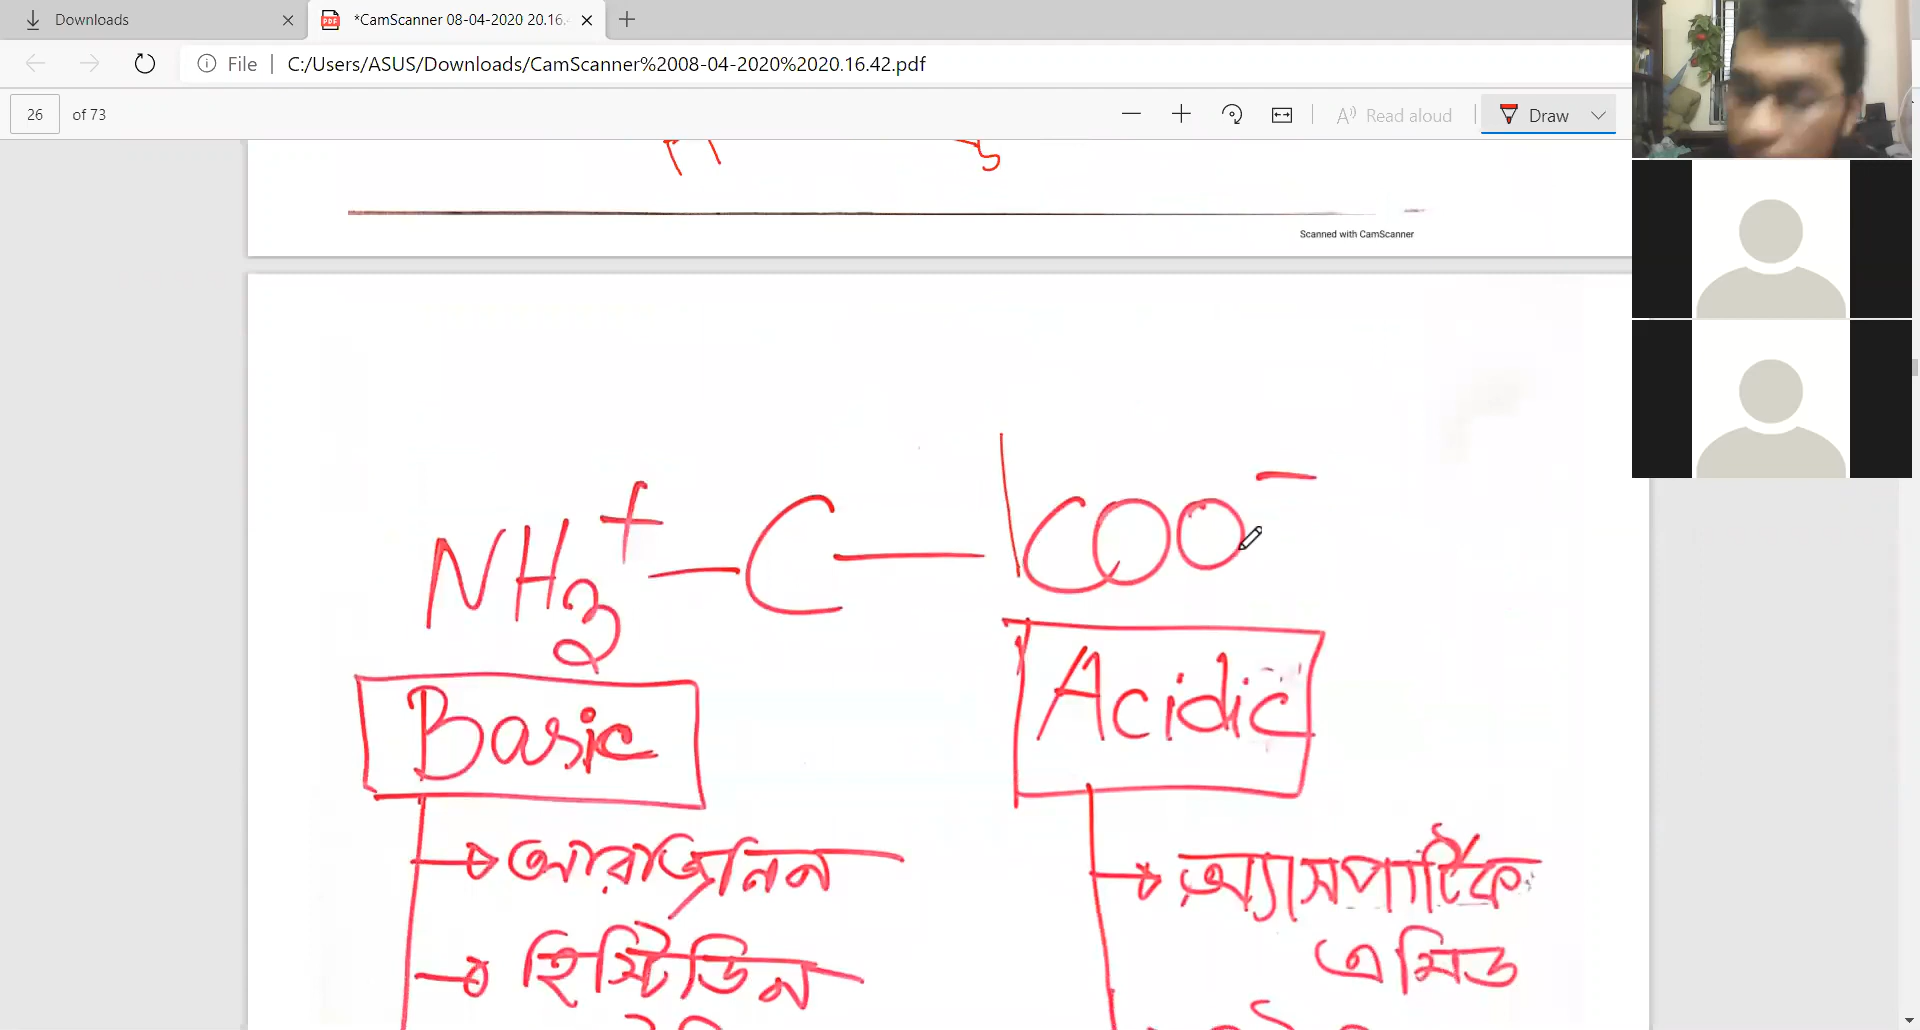 Downloads
*CamScanner 08-04-2020 20.16.
File | C:/Users/ASUS/Downloads/CamScanner%2008-04-2020%2020.16.42.pdf
26 of 73
Read aloud
Draw
Scanned with CamScanner
NH3+ — C — COO−
Basic
Acidic
আরজিনিন
অ্যাসপার্টিক
এমিড
হিস্টিডিন